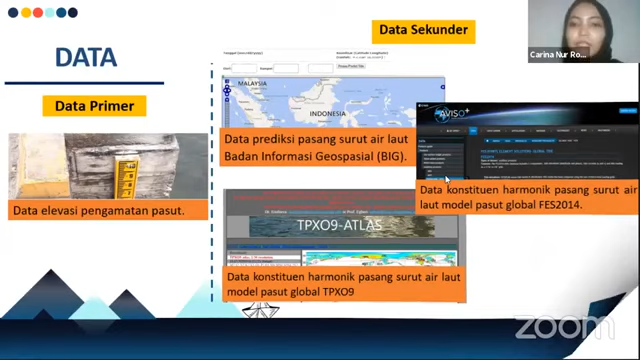 DATA
Data Primer
Data elevasi pengamatan pasut.
Data Sekunder
MALAYSIA
INDONESIA
Data prediksi pasang surut air laut
Badan Informasi Geospasial (BIG).
AVISO+
Data konstituen harmonik pasang surut air
laut model pasut global FES2014.
TPXO9-ATLAS
Data konstituen harmonik pasang surut air laut
model pasut global TPXO9
Carina Nur Ro...
zoom